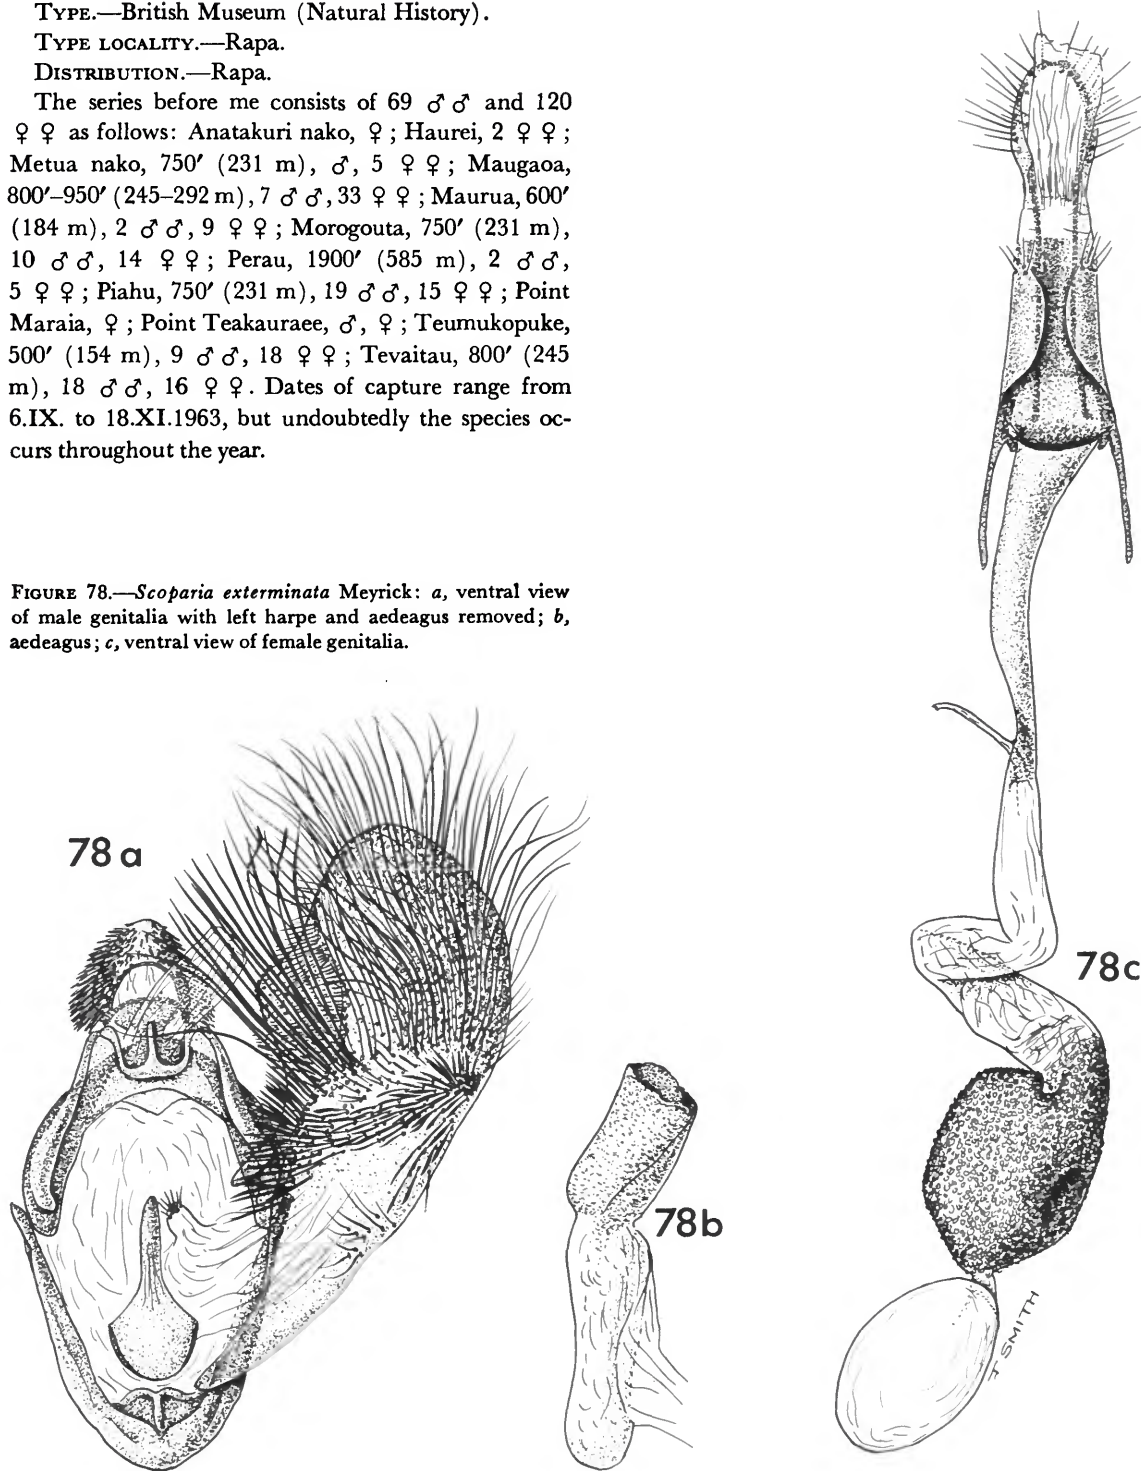 TYPE.—British Museum (Natural History).
TYPE LOCALITY.—Rapa.
DISTRIBUTION.—Rapa.
The series before me consists of 69 ♂♂ and 120
♀♀ as follows: Anatakuri nako, ♀; Haurei, 2 ♀♀;
Metua nako, 750′ (231 m), ♂, 5 ♀♀; Maugaoa,
800′–950′ (245–292 m), 7 ♂♂, 33 ♀♀; Maurua, 600′
(184 m), 2 ♂♂, 9 ♀♀; Morogouta, 750′ (231 m),
10 ♂♂, 14 ♀♀; Perau, 1900′ (585 m), 2 ♂♂,
5 ♀♀; Piahu, 750′ (231 m), 19 ♂♂, 15 ♀♀; Point
Maraia, ♀; Point Teakauraee, ♂, ♀; Teumukopuke,
500′ (154 m), 9 ♂♂, 18 ♀♀; Tevaitau, 800′ (245
m), 18 ♂♂, 16 ♀♀. Dates of capture range from
6.IX. to 18.XI.1963, but undoubtedly the species oc-
curs throughout the year.
FIGURE 78.—Scoparia exterminata Meyrick: a, ventral view
of male genitalia with left harpe and aedeagus removed; b,
aedeagus; c, ventral view of female genitalia.
78a
78b
78c
J SMITH